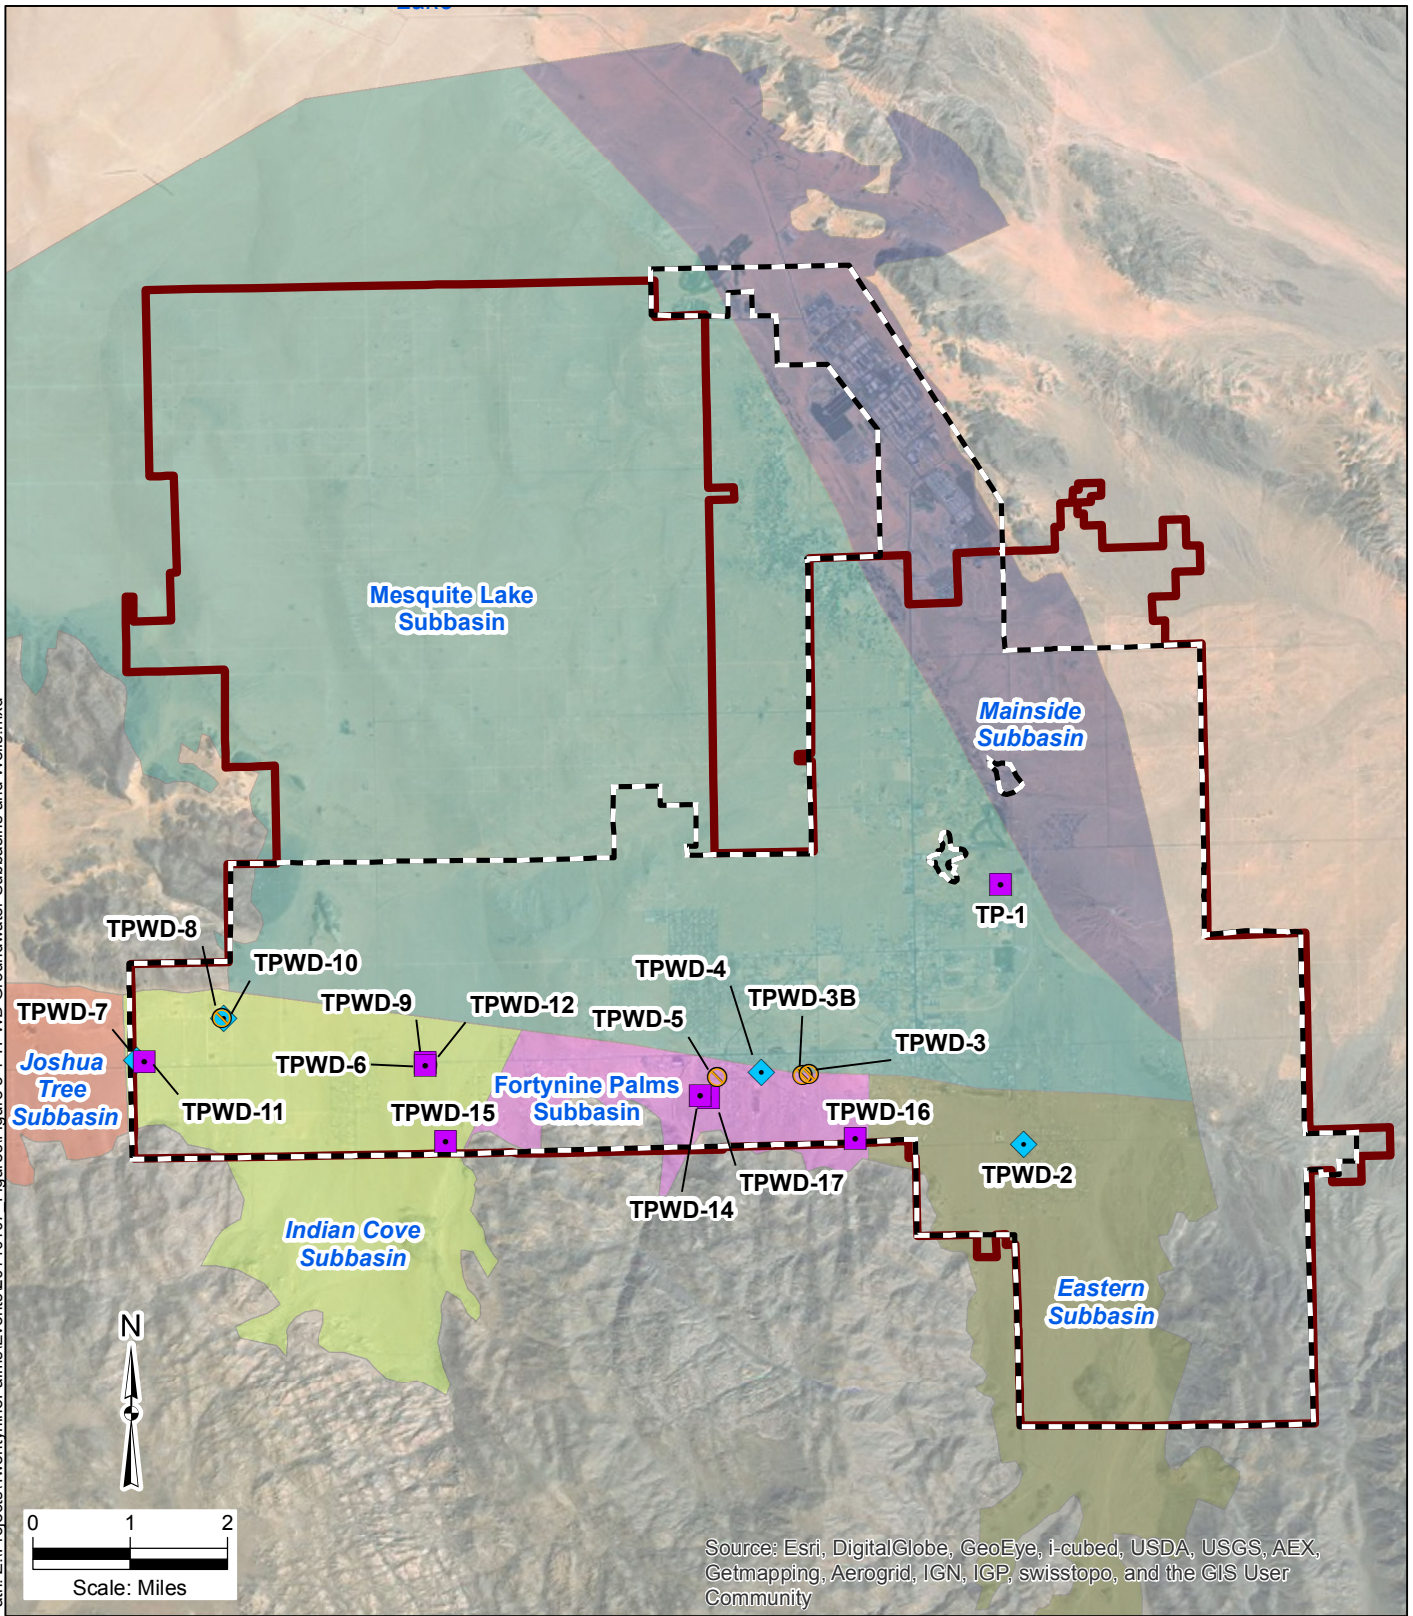 Lake
Mesquite Lake
Subbasin
Mainside
Subbasin
TP-1
TPWD-8
TPWD-10
TPWD-4
TPWD-9
TPWD-12
TPWD-3B
TPWD-7
TPWD-5
TPWD-3
Joshua
Tree
Subbasin
TPWD-6
Fortynine Palms
Subbasin
TPWD-11
TPWD-15
TPWD-16
TPWD-2
TPWD-17
TPWD-14
Indian Cove
Subbasin
Eastern
Subbasin
N
0 1 2
Scale: Miles
Source: Esri, DigitalGlobe, GeoEye, i-cubed, USDA, USGS, AEX,
Getmapping, Aerogrid, IGN, IGP, swisstopo, and the GIS User
Community